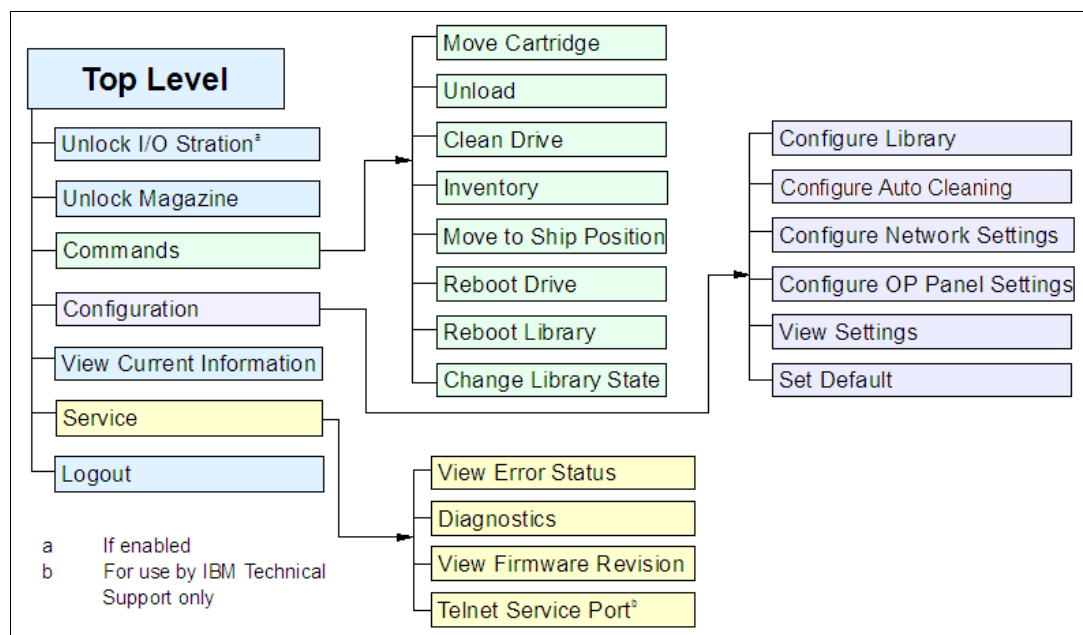 Top Level
Unlock I/O Strationᵃ
Unlock Magazine
Commands
Configuration
View Current Information
Service
Logout
Move Cartridge
Unload
Clean Drive
Inventory
Move to Ship Position
Reboot Drive
Reboot Library
Change Library State
Configure Library
Configure Auto Cleaning
Configure Network Settings
Configure OP Panel Settings
View Settings
Set Default
View Error Status
Diagnostics
View Firmware Revision
Telnet Service Portᵇ
a If enabled
b For use by IBM Technical
Support only